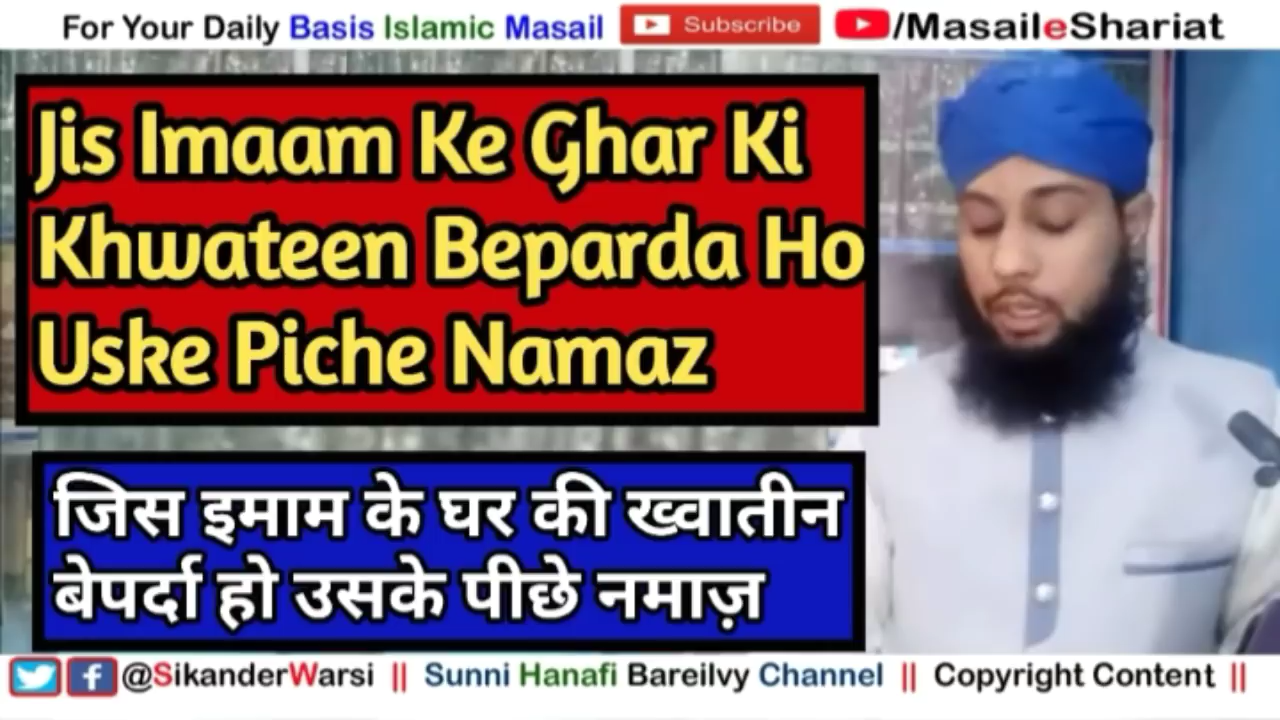 For Your Daily Basis Islamic Masail Subscribe /MasaileShariat
Jis Imaam Ke Ghar Ki
Khwateen Beparda Ho
Uske Piche Namaz
जिस इमाम के घर की ख्वातीन
बेपर्दा हो उसके पीछे नमाज़
@SikanderWarsi || Sunni Hanafi Bareilvy Channel || Copyright Content ||